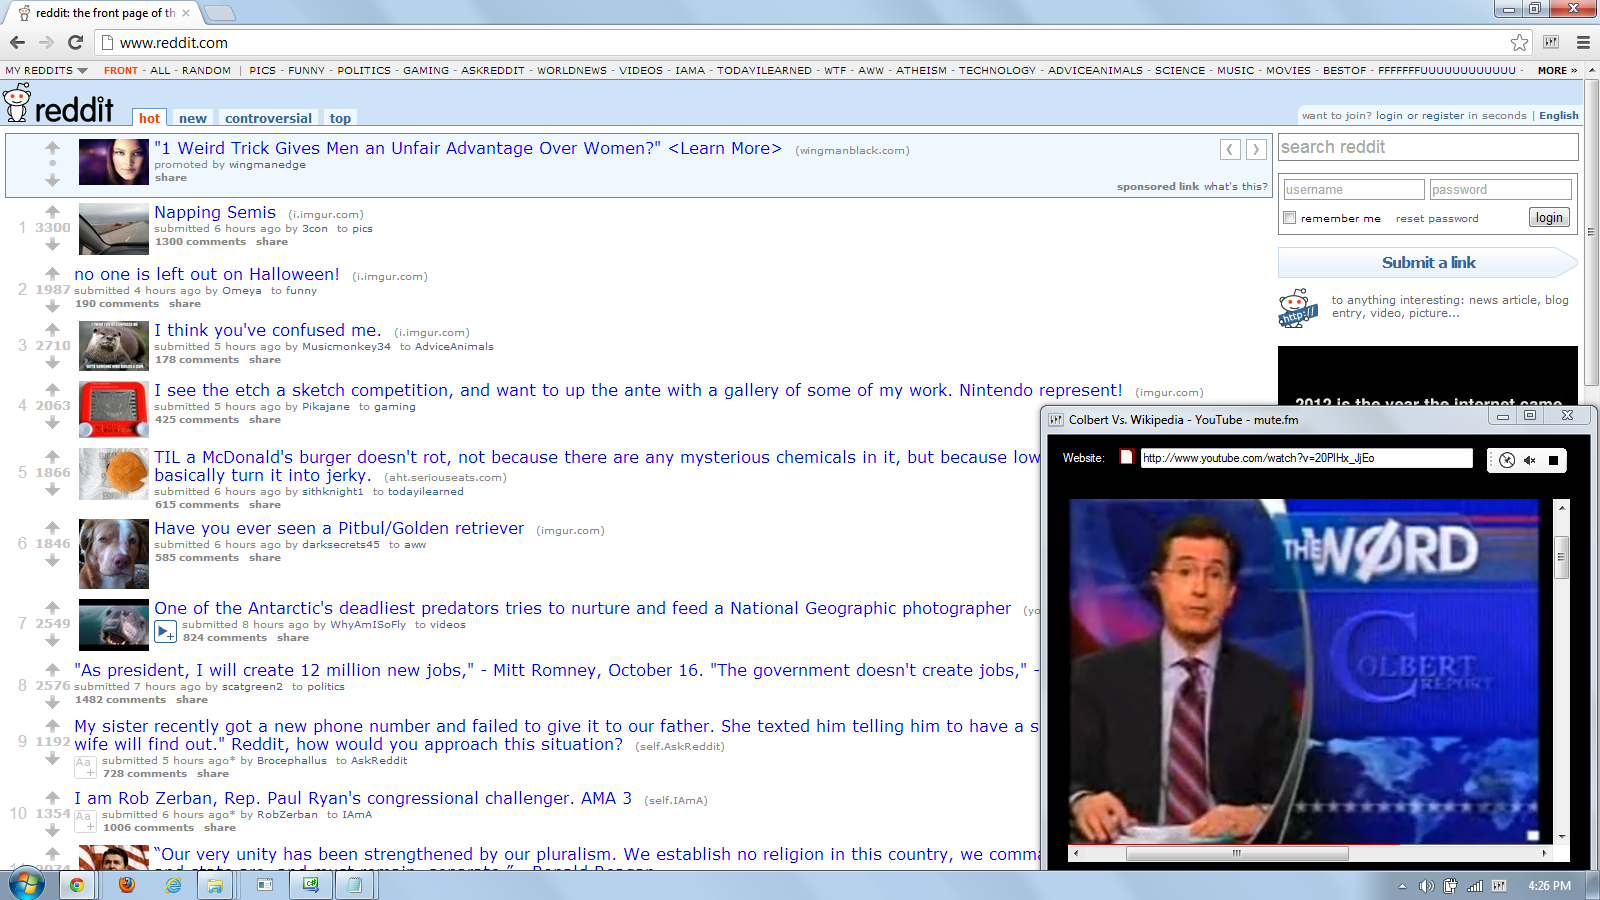 reddit: the front page of th
www.reddit.com
MY REDDITS FRONT - ALL - RANDOM | PICS - FUNNY - POLITICS - GAMING - ASKREDDIT - WORLDNEWS - VIDEOS - IAMA - TODAYILEARNED - WTF - AWW - ATHEISM - TECHNOLOGY - ADVICEANIMALS - SCIENCE - MUSIC - MOVIES - BESTOF - FFFFFFFUUUUUUUUUUUU - MORE »
reddit hot new controversial top
want to join? login or register in seconds | English
"1 Weird Trick Gives Men an Unfair Advantage Over Women?" <Learn More> (wingmanblack.com)
promoted by wingmanedge
share
sponsored link what's this?
search reddit
username password
remember me reset password login
Submit a link
http://
to anything interesting: news article, blog
entry, video, picture...
1 3300 Napping Semis (i.imgur.com)
submitted 6 hours ago by 3con to pics
1300 comments share
2 1987 no one is left out on Halloween! (i.imgur.com)
submitted 4 hours ago by Omeya to funny
190 comments share
3 2710 I think you've confused me. (i.imgur.com)
submitted 5 hours ago by Musicmonkey34 to AdviceAnimals
178 comments share
4 2063 I see the etch a sketch competition, and want to up the ante with a gallery of some of my work. Nintendo represent! (imgur.com)
submitted 5 hours ago by Pikajane to gaming
425 comments share
5 1866 TIL a McDonald's burger doesn't rot, not because there are any mysterious chemicals in it, but because low
basically turn it into jerky. (aht.seriouseats.com)
submitted 6 hours ago by sithknight1 to todayilearned
615 comments share
6 1846 Have you ever seen a Pitbul/Golden retriever (imgur.com)
submitted 6 hours ago by darksecrets45 to aww
585 comments share
7 2549 One of the Antarctic's deadliest predators tries to nurture and feed a National Geographic photographer (yo
submitted 8 hours ago by WhyAmISoFly to videos
824 comments share
8 2576 "As president, I will create 12 million new jobs," - Mitt Romney, October 16. "The government doesn't create jobs," -
submitted 7 hours ago by scatgreen2 to politics
1482 comments share
9 1192 My sister recently got a new phone number and failed to give it to our father. She texted him telling him to have a s
wife will find out." Reddit, how would you approach this situation? (self.AskReddit)
Aa submitted 5 hours ago* by Brocephallus to AskReddit
728 comments share
10 1354 I am Rob Zerban, Rep. Paul Ryan's congressional challenger. AMA 3 (self.IAmA)
Aa submitted 6 hours ago* by RobZerban to IAmA
1006 comments share
"Our very unity has been strengthened by our pluralism. We establish no religion in this country, we comma
2012 is the year the internet came
Colbert Vs. Wikipedia - YouTube - mute.fm
Website: http://www.youtube.com/watch?v=20PlHx_JjEo
THE WØRD
COLBERT
REPORT
4:26 PM